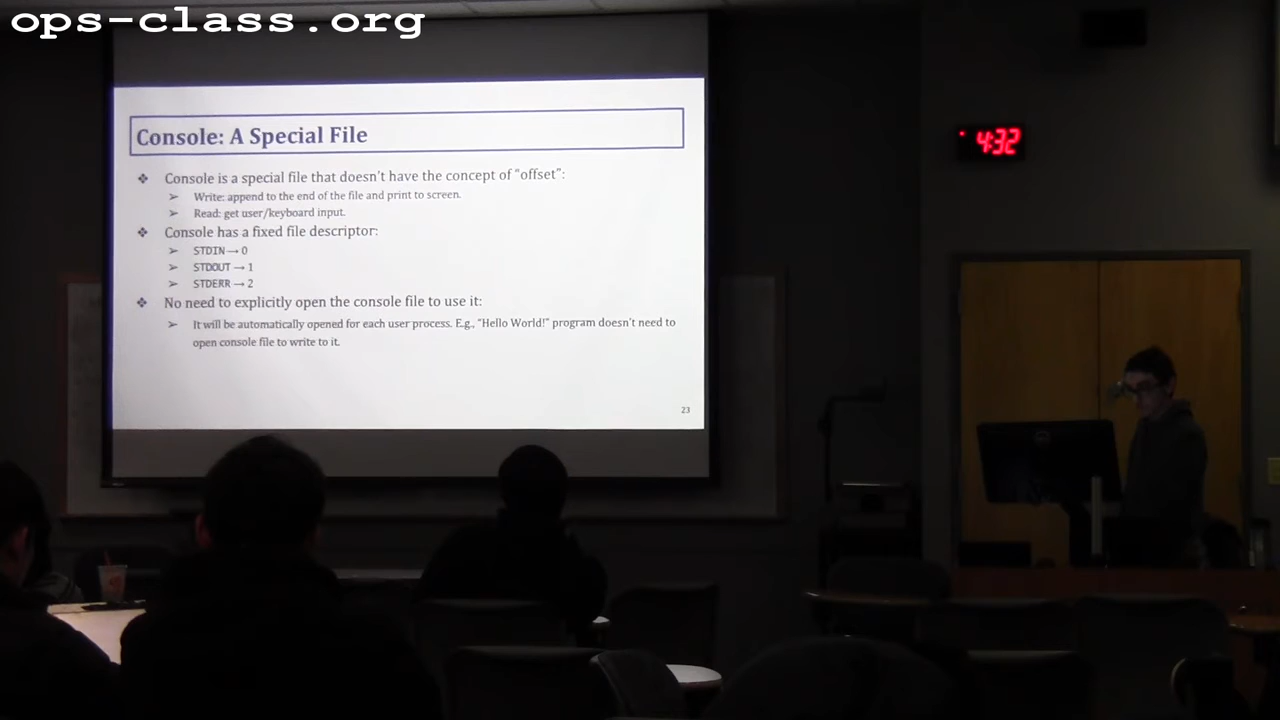 ops-class.org
Console: A Special File
❖ Console is a special file that doesn't have the concept of "offset":
➢ Write: append to the end of the file and print to screen.
➢ Read: get user/keyboard input.
❖ Console has a fixed file descriptor:
➢ STDIN → 0
➢ STDOUT → 1
➢ STDERR → 2
❖ No need to explicitly open the console file to use it:
➢ It will be automatically opened for each user process. E.g., "Hello World!" program doesn't need to
open console file to write to it.
23
4:32